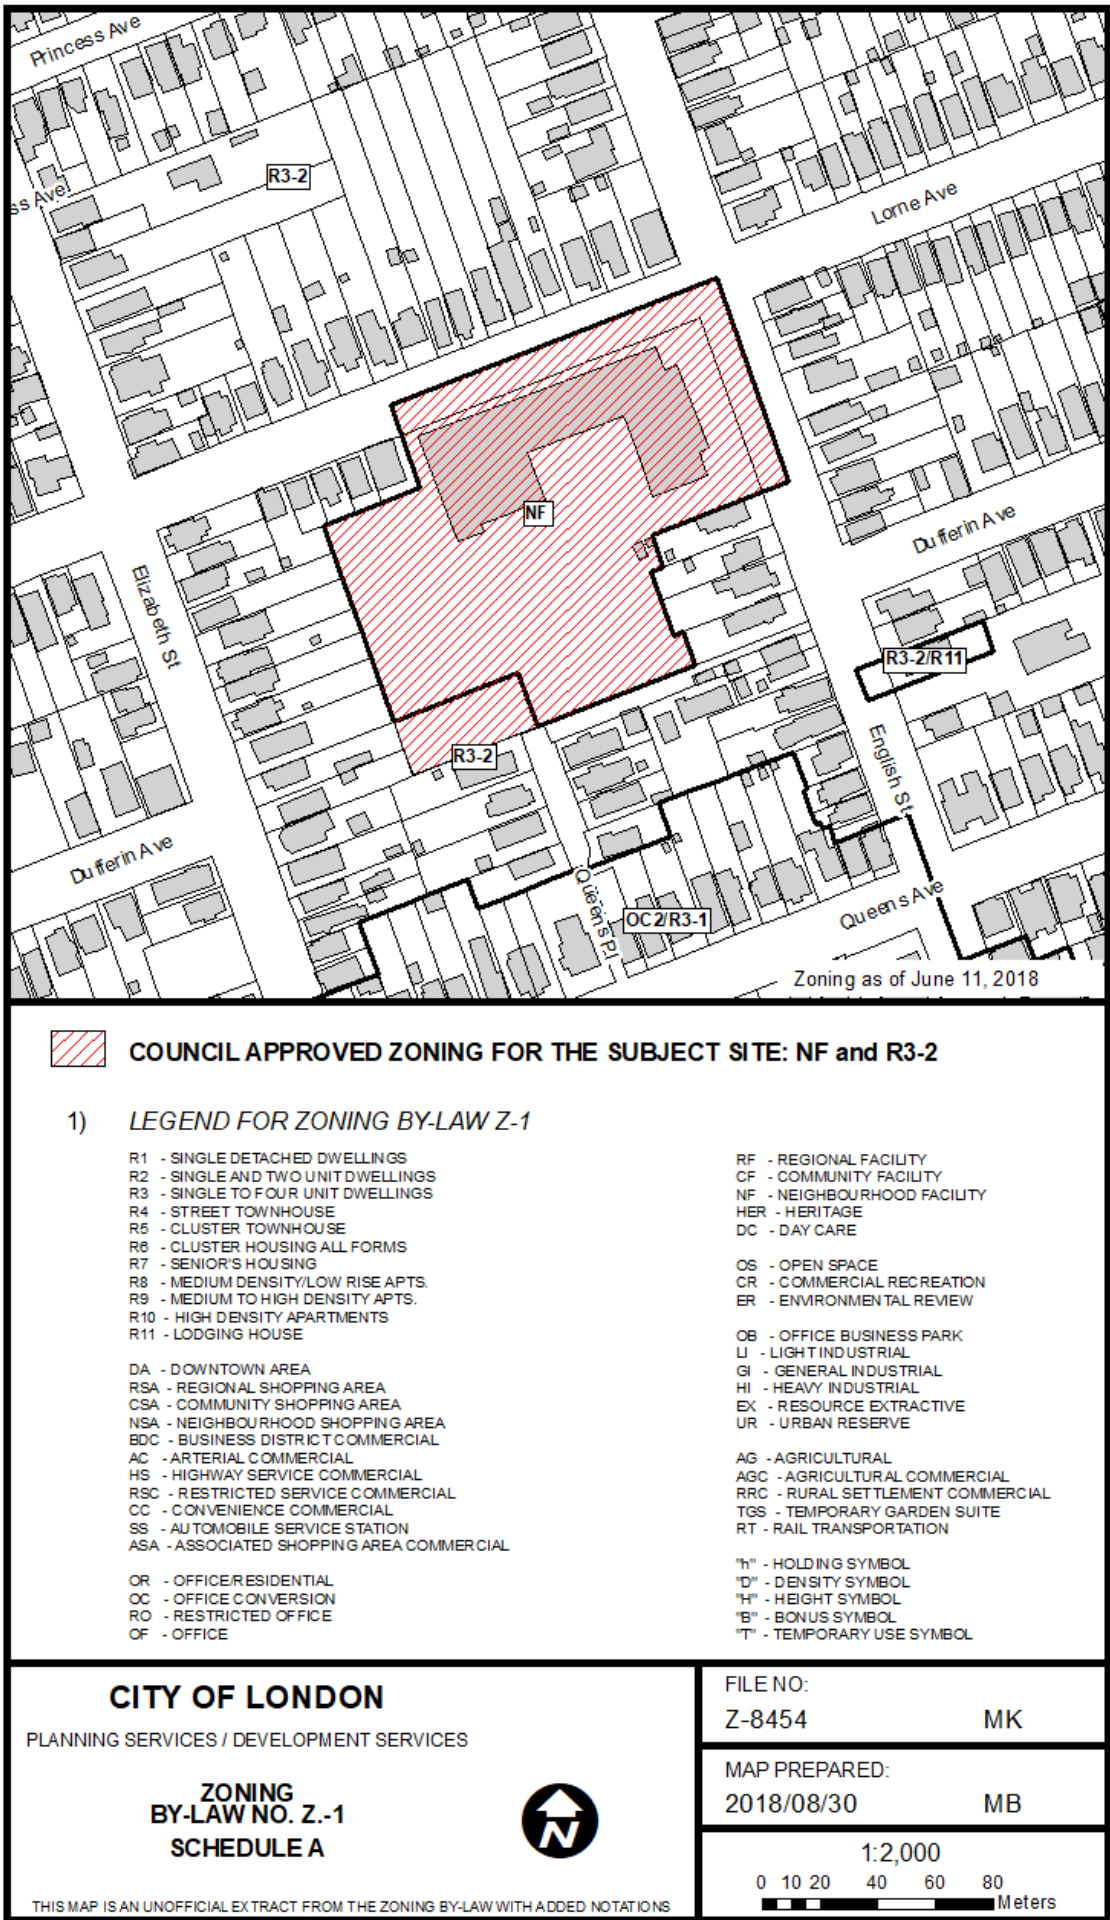 Princess Ave
R3-2
ss Ave
Lorne Ave
NF
Dufferin Ave
Elizabeth St
R3-2/R11
English St
R3-2
Dufferin Ave
Queens Pl
OC2/R3-1
Queens Ave
Zoning as of June 11, 2018
COUNCIL APPROVED ZONING FOR THE SUBJECT SITE: NF and R3-2
1) LEGEND FOR ZONING BY-LAW Z-1
R1 - SINGLE DETACHED DWELLINGS
R2 - SINGLE AND TWO UNIT DWELLINGS
R3 - SINGLE TO FOUR UNIT DWELLINGS
R4 - STREET TOWNHOUSE
R5 - CLUSTER TOWNHOUSE
R6 - CLUSTER HOUSING ALL FORMS
R7 - SENIOR'S HOUSING
R8 - MEDIUM DENSITY/LOW RISE APTS.
R9 - MEDIUM TO HIGH DENSITY APTS.
R10 - HIGH DENSITY APARTMENTS
R11 - LODGING HOUSE
DA - DOWNTOWN AREA
RSA - REGIONAL SHOPPING AREA
CSA - COMMUNITY SHOPPING AREA
NSA - NEIGHBOURHOOD SHOPPING AREA
BDC - BUSINESS DISTRICT COMMERCIAL
AC - ARTERIAL COMMERCIAL
HS - HIGHWAY SERVICE COMMERCIAL
RSC - RESTRICTED SERVICE COMMERCIAL
CC - CONVENIENCE COMMERCIAL
SS - AUTOMOBILE SERVICE STATION
ASA - ASSOCIATED SHOPPING AREA COMMERCIAL
OR - OFFICE/RESIDENTIAL
OC - OFFICE CONVERSION
RO - RESTRICTED OFFICE
OF - OFFICE
RF - REGIONAL FACILITY
CF - COMMUNITY FACILITY
NF - NEIGHBOURHOOD FACILITY
HER - HERITAGE
DC - DAY CARE
OS - OPEN SPACE
CR - COMMERCIAL RECREATION
ER - ENVIRONMENTAL REVIEW
OB - OFFICE BUSINESS PARK
LI - LIGHT INDUSTRIAL
GI - GENERAL INDUSTRIAL
HI - HEAVY INDUSTRIAL
EX - RESOURCE EXTRACTIVE
UR - URBAN RESERVE
AG - AGRICULTURAL
AGC - AGRICULTURAL COMMERCIAL
RRC - RURAL SETTLEMENT COMMERCIAL
TGS - TEMPORARY GARDEN SUITE
RT - RAIL TRANSPORTATION
"h" - HOLDING SYMBOL
"D" - DENSITY SYMBOL
"H" - HEIGHT SYMBOL
"B" - BONUS SYMBOL
"T" - TEMPORARY USE SYMBOL
CITY OF LONDON
PLANNING SERVICES / DEVELOPMENT SERVICES
ZONING
BY-LAW NO. Z.-1
SCHEDULE A
N
THIS MAP IS AN UNOFFICIAL EXTRACT FROM THE ZONING BY-LAW WITH ADDED NOTATIONS
FILE NO:
Z-8454 MK
MAP PREPARED:
2018/08/30 MB
1:2,000
0 10 20 40 60 80
Meters